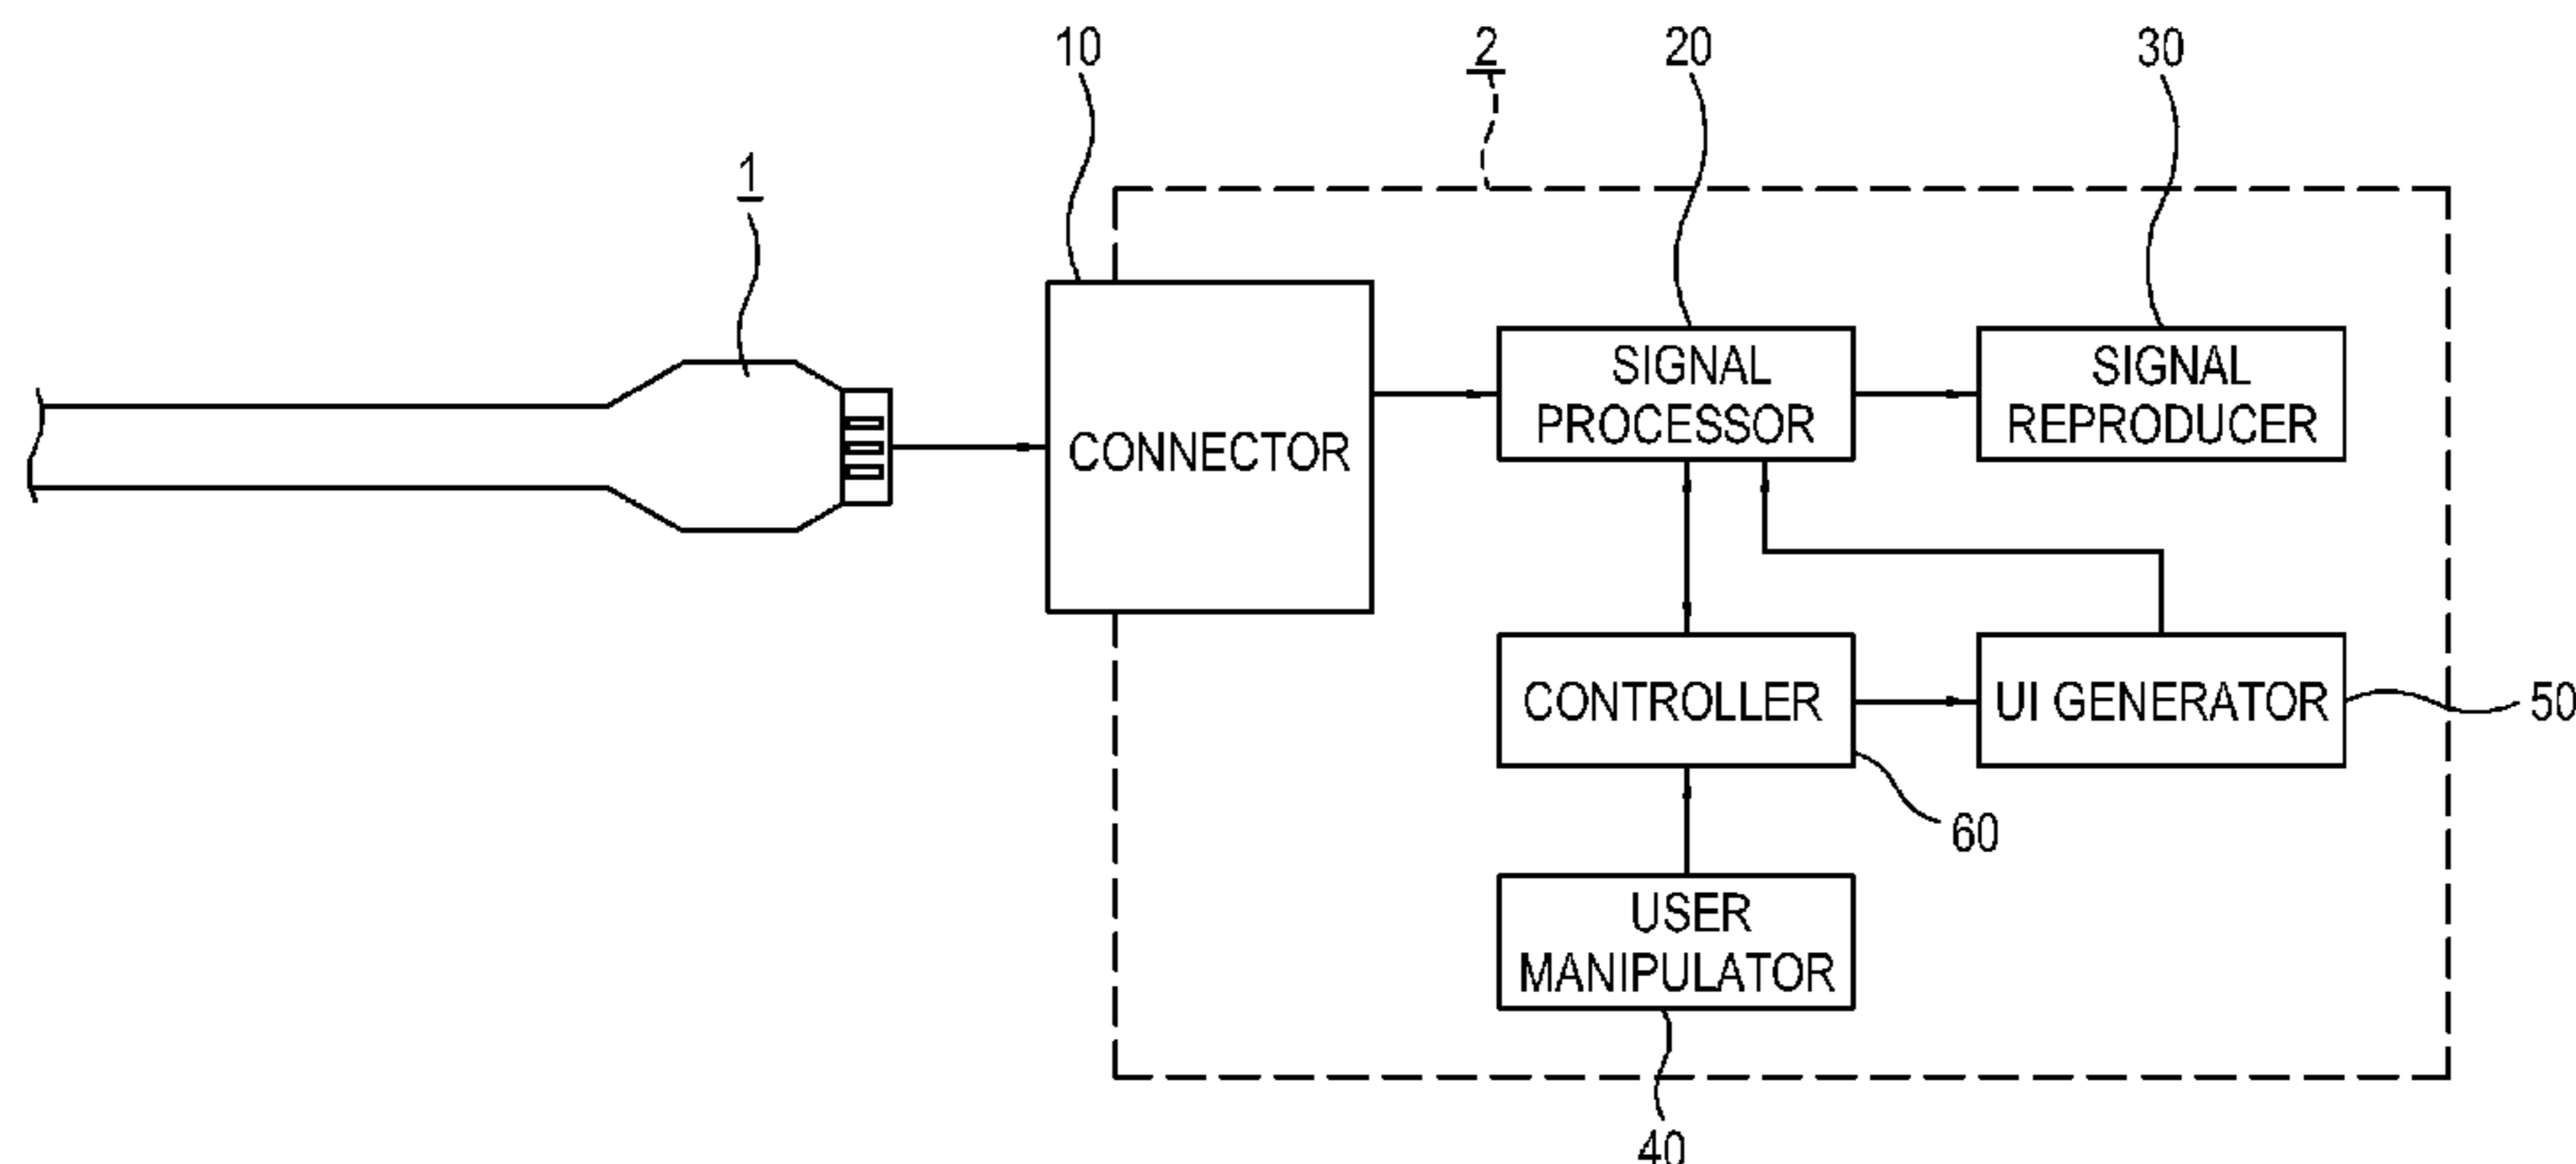 10
2
20
30
1
CONNECTOR
SIGNAL
PROCESSOR
SIGNAL
REPRODUCER
CONTROLLER
UI GENERATOR
50
60
USER
MANIPULATOR
40